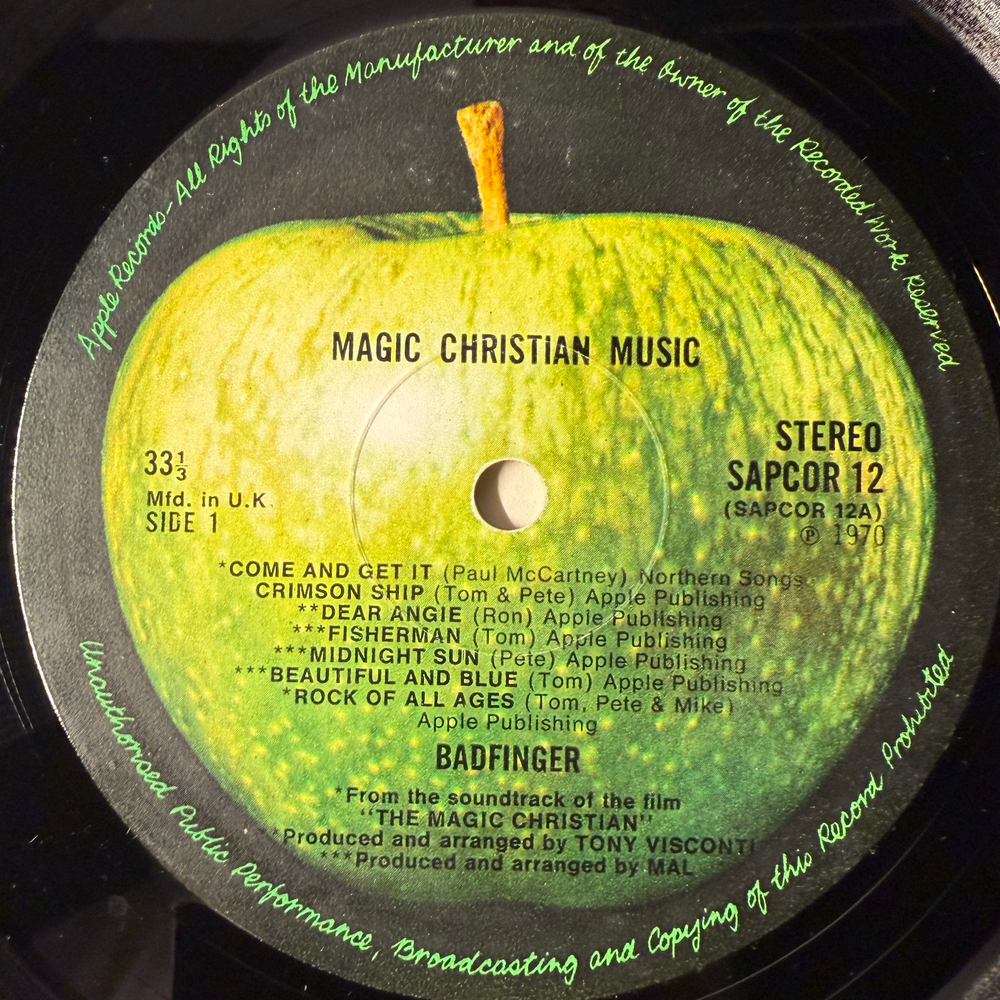 Apple Records - All Rights of the Manufacturer and of the Owner of the Recorded Work Reserved
MAGIC CHRISTIAN MUSIC
33⅓
Mfd. in U.K.
SIDE 1
STEREO
SAPCOR 12
(SAPCOR 12A)
℗ 1970
*COME AND GET IT (Paul McCartney) Northern Songs
CRIMSON SHIP (Tom & Pete) Apple Publishing
**DEAR ANGIE (Ron) Apple Publishing
***FISHERMAN (Tom) Apple Publishing
***MIDNIGHT SUN (Pete) Apple Publishing
***BEAUTIFUL AND BLUE (Tom) Apple Publishing
*ROCK OF ALL AGES (Tom, Pete & Mike)
Apple Publishing
BADFINGER
*From the soundtrack of the film
"THE MAGIC CHRISTIAN"
**Produced and arranged by TONY VISCONTI
***Produced and arranged by MAL
Unauthorised Public Performance, Broadcasting and Copying of this Record Prohibited